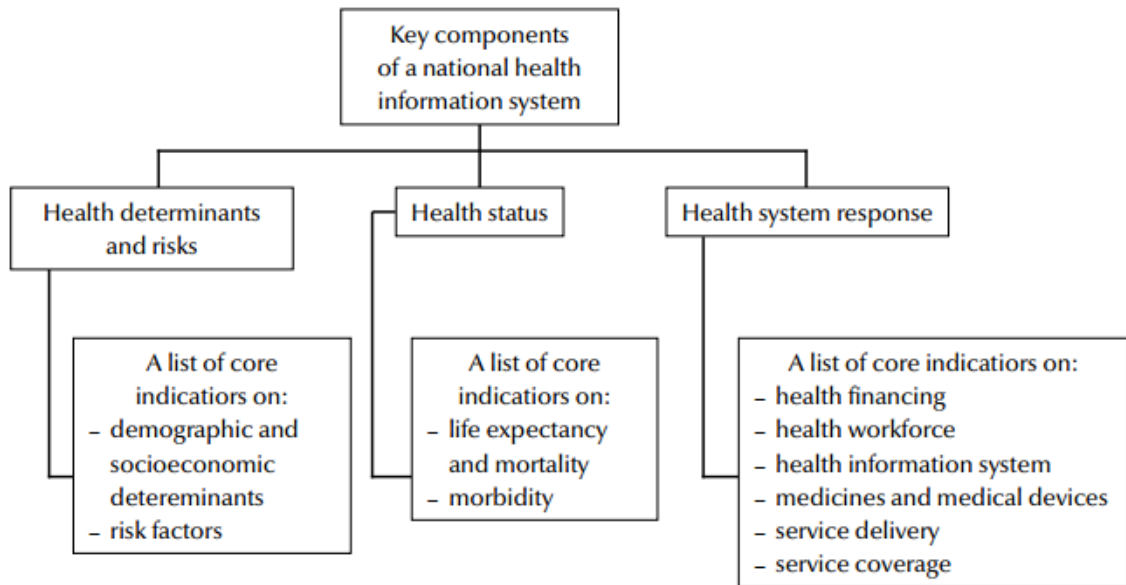 Key components
of a national health
information system
Health determinants
and risks
Health status
Health system response
A list of core
indicatiors on:
– demographic and
socioeconomic
detereminants
– risk factors
A list of core
indicatiors on:
– life expectancy
and mortality
– morbidity
A list of core indicatiors on:
– health financing
– health workforce
– health information system
– medicines and medical devices
– service delivery
– service coverage